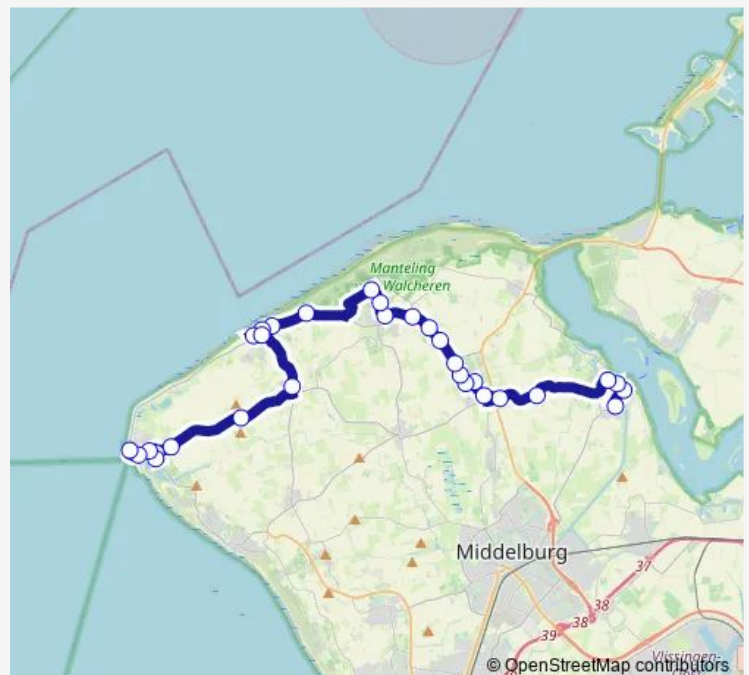 Manteling
Walcheren
Middelburg
37
38
38
39
Vlissingen-
© OpenStreetMap contributors